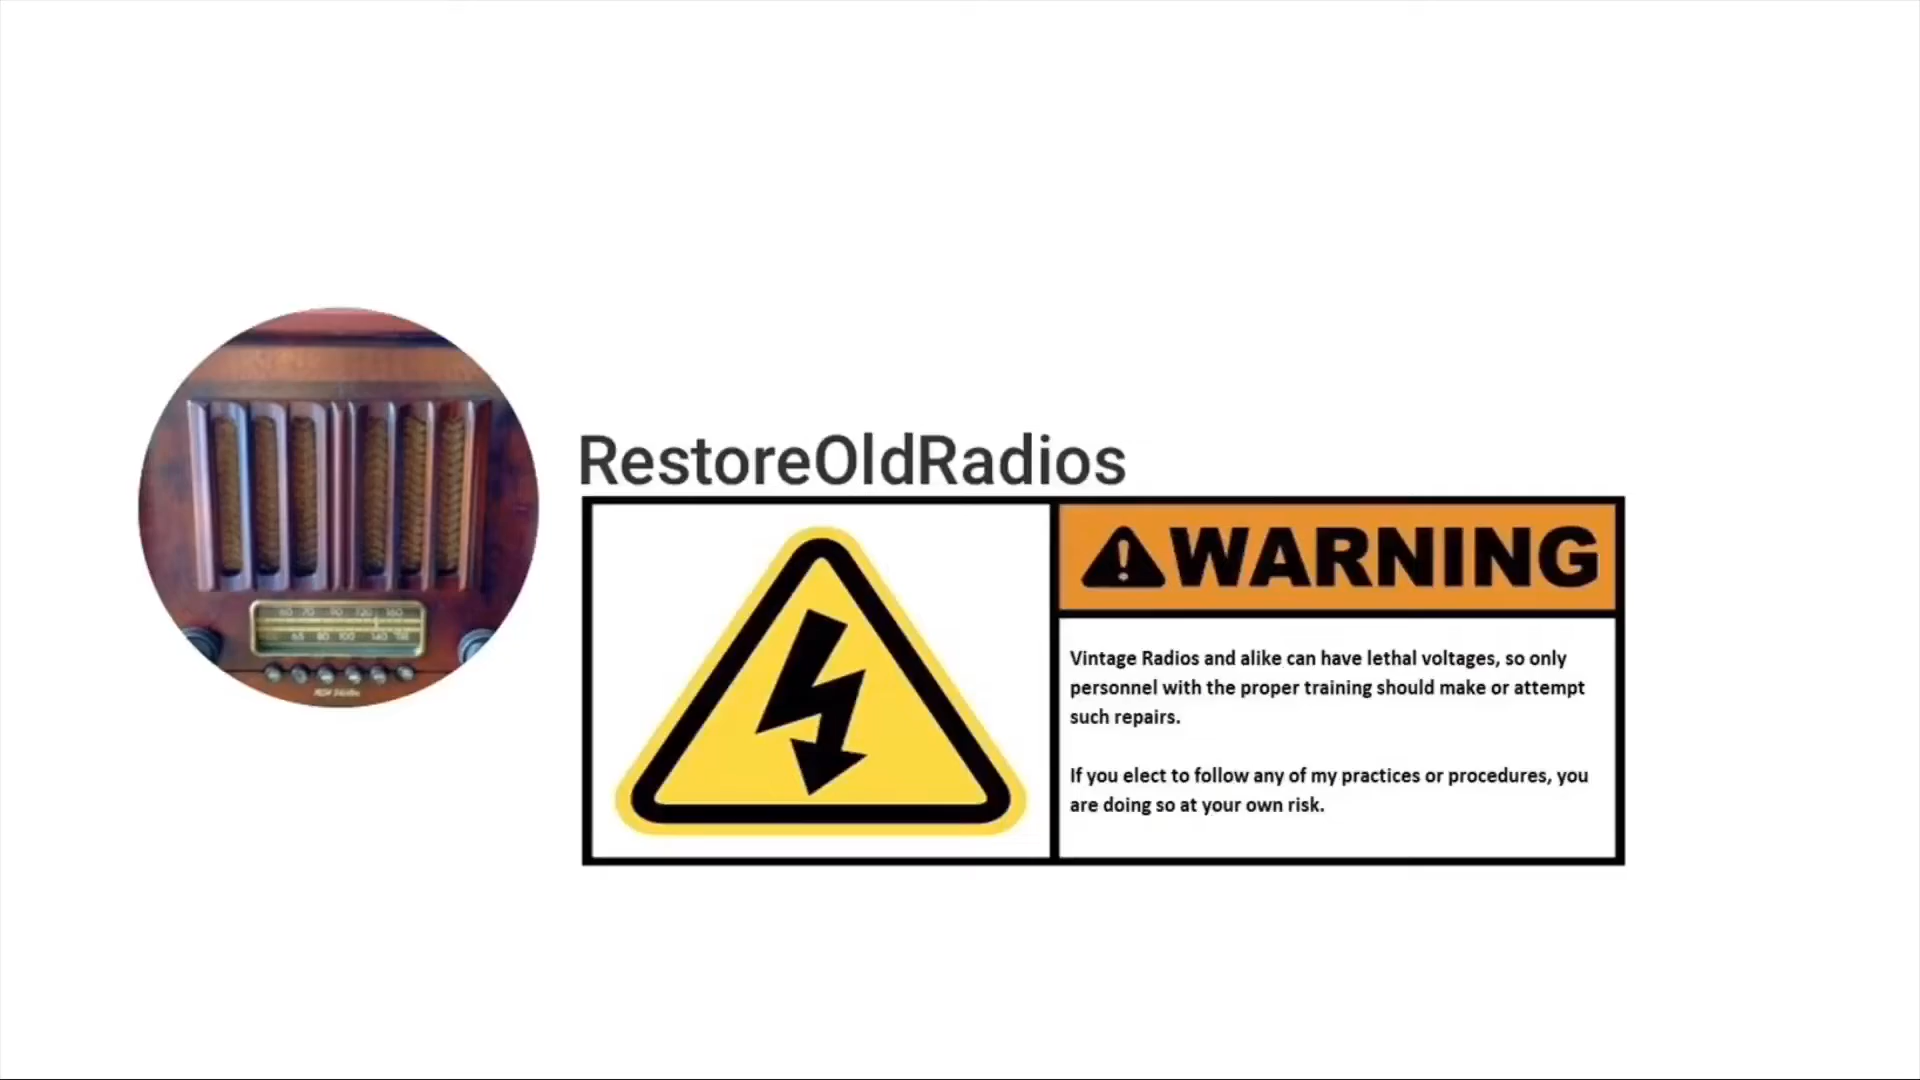 RestoreOldRadios
WARNING
Vintage Radios and alike can have lethal voltages, so only
personnel with the proper training should make or attempt
such repairs.
If you elect to follow any of my practices or procedures, you
are doing so at your own risk.